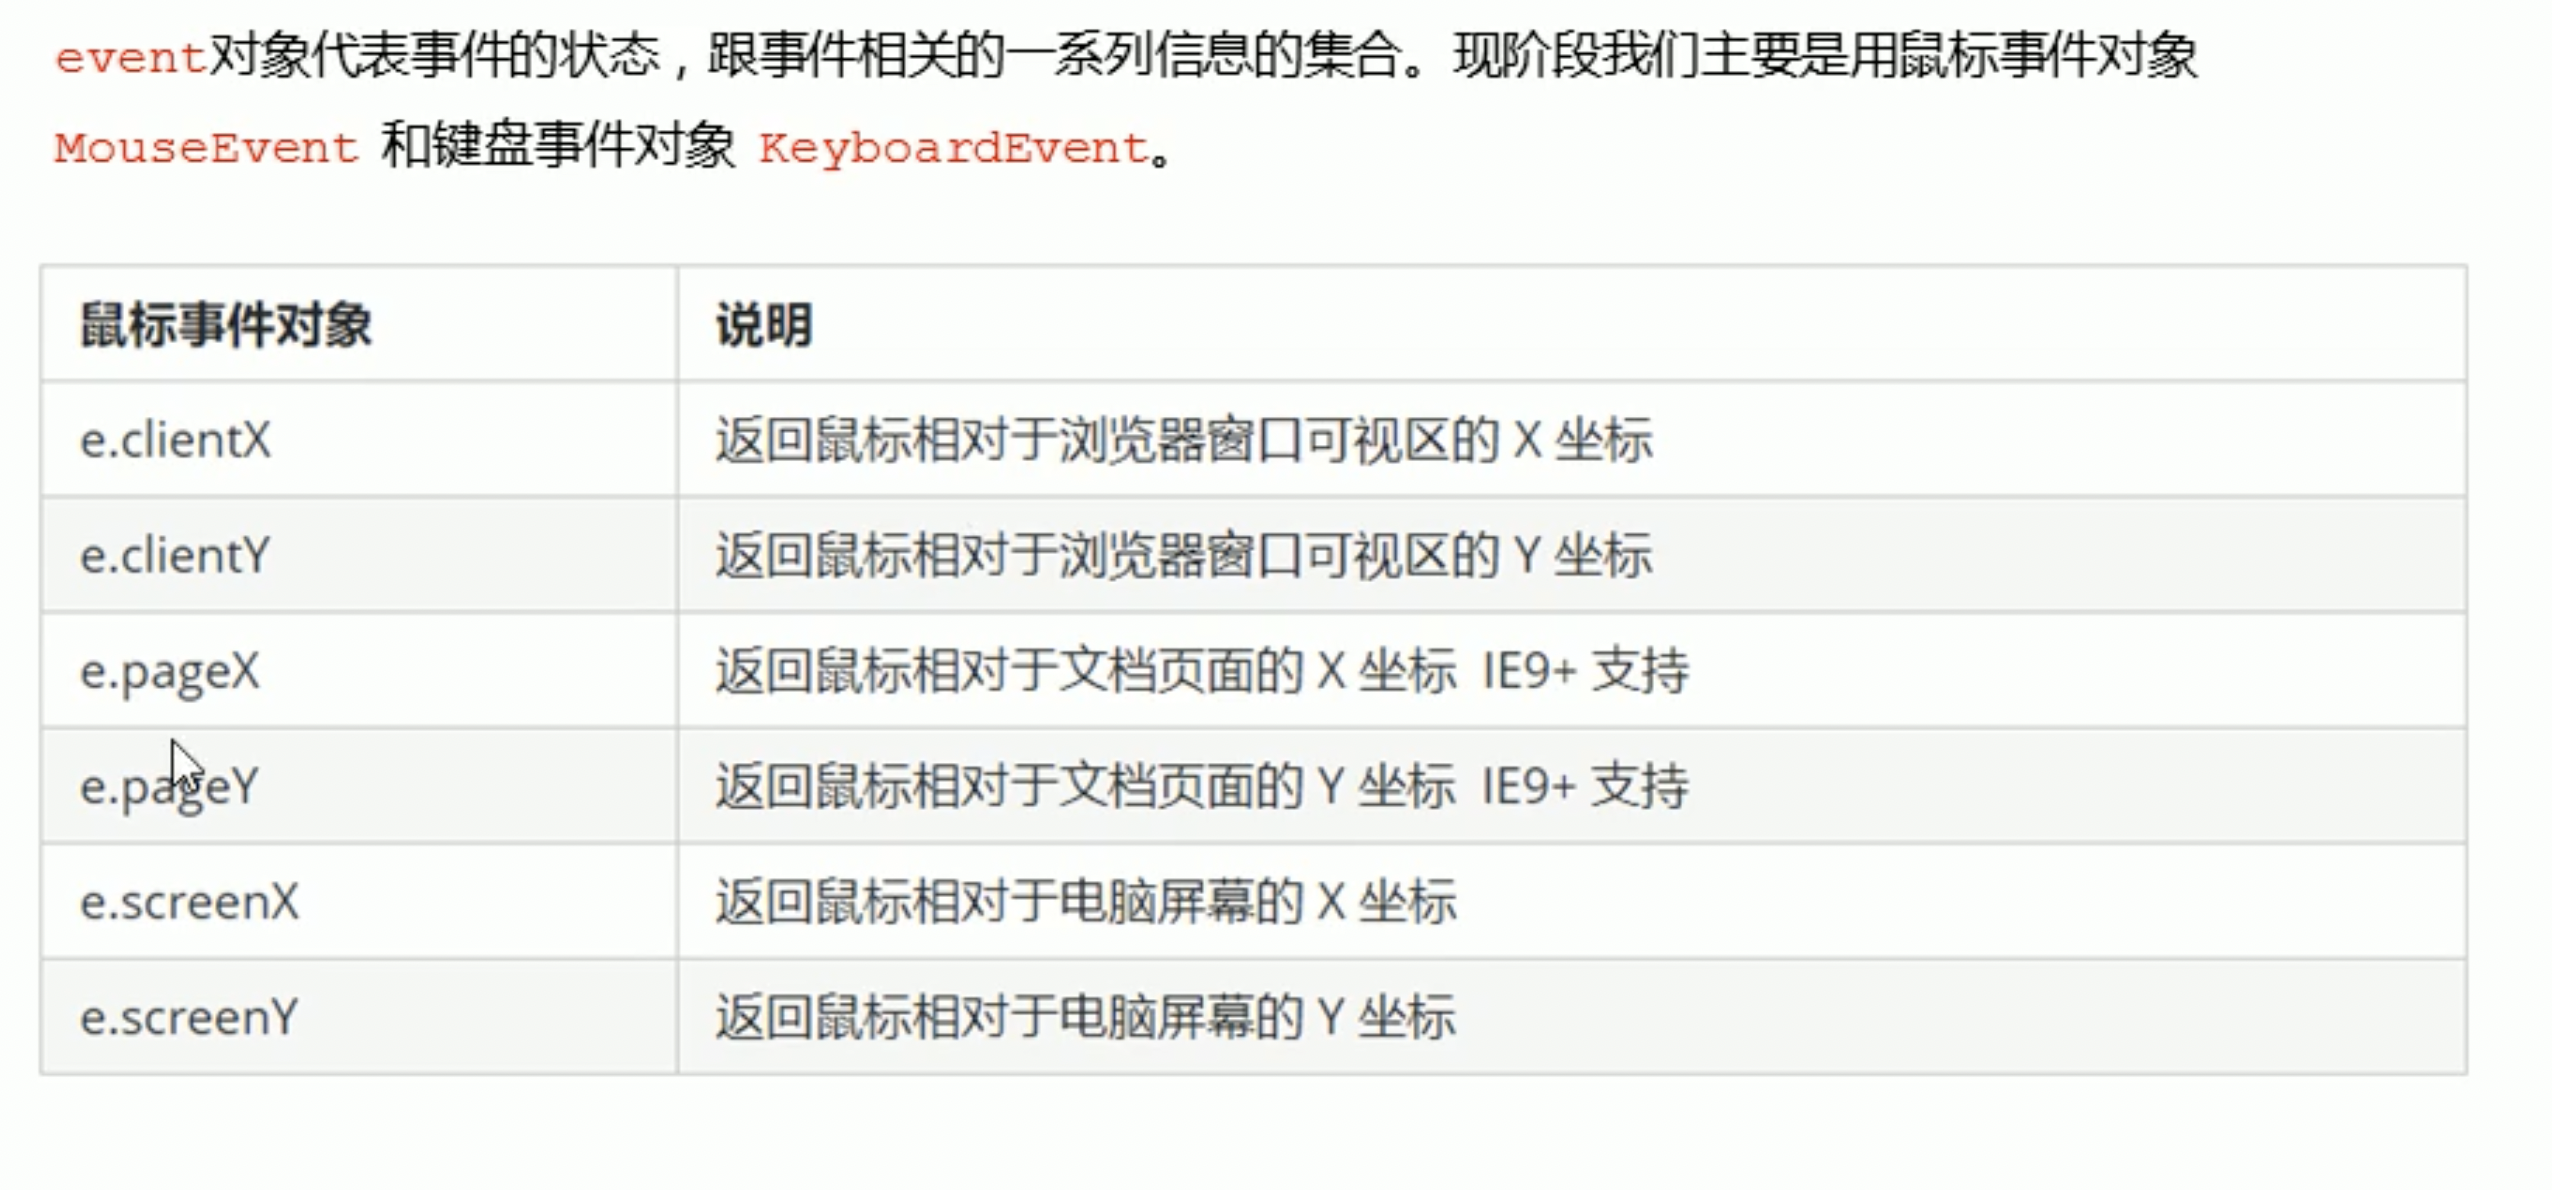 event对象代表事件的状态，跟事件相关的一系列信息的集合。现阶段我们主要是用鼠标事件对象
MouseEvent 和键盘事件对象 KeyboardEvent。
鼠标事件对象 说明
e.clientX 返回鼠标相对于浏览器窗口可视区的 X 坐标
e.clientY 返回鼠标相对于浏览器窗口可视区的 Y 坐标
e.pageX 返回鼠标相对于文档页面的 X 坐标 IE9+ 支持
e.pageY 返回鼠标相对于文档页面的 Y 坐标 IE9+ 支持
e.screenX 返回鼠标相对于电脑屏幕的 X 坐标
e.screenY 返回鼠标相对于电脑屏幕的 Y 坐标